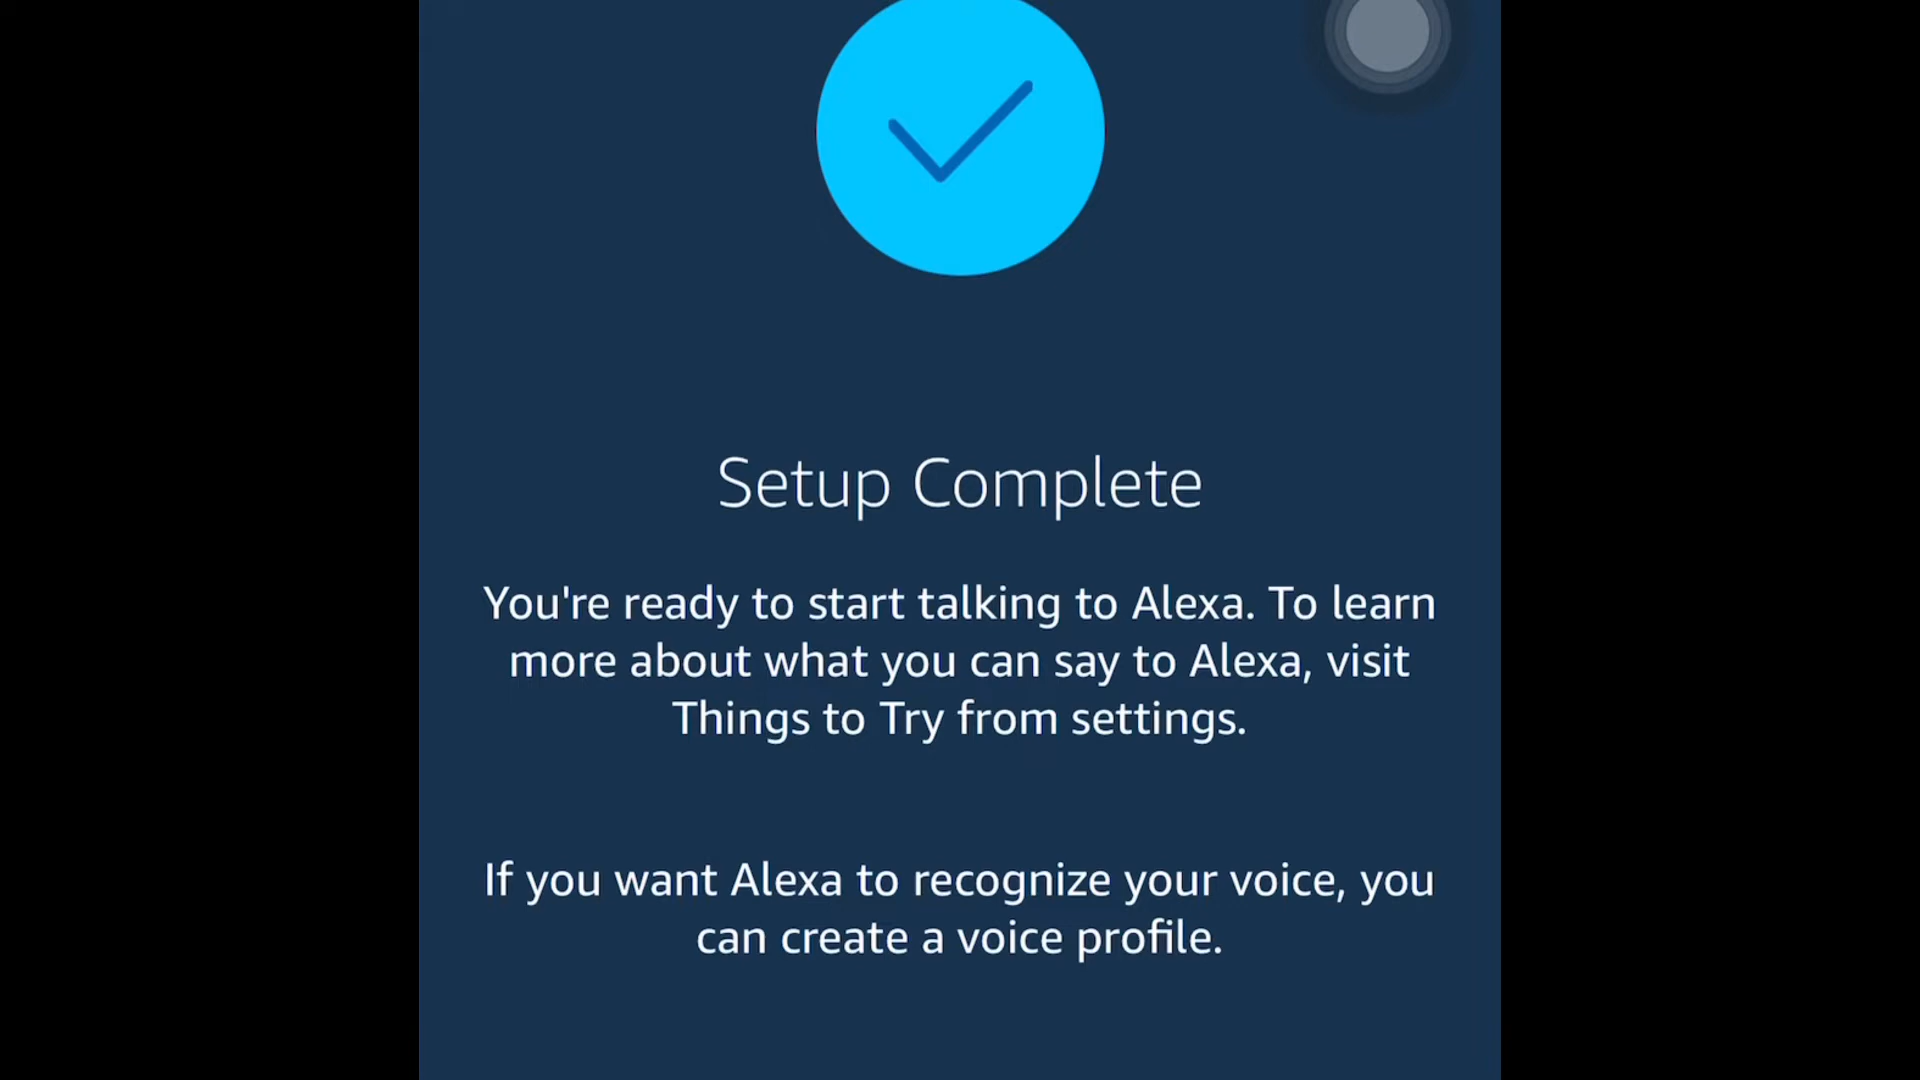 Setup Complete
You're ready to start talking to Alexa. To learn
more about what you can say to Alexa, visit
Things to Try from settings.
If you want Alexa to recognize your voice, you
can create a voice profile.